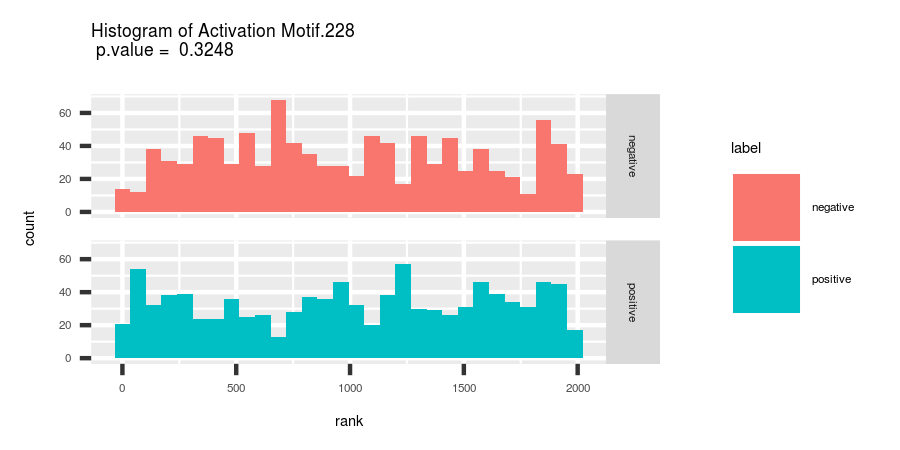 Histogram of Activation Motif.228
p.value = 0.3248
count
60
40
20
0
negative
60
40
20
0
positive
0 500 1000 1500 2000
rank
label
negative
positive